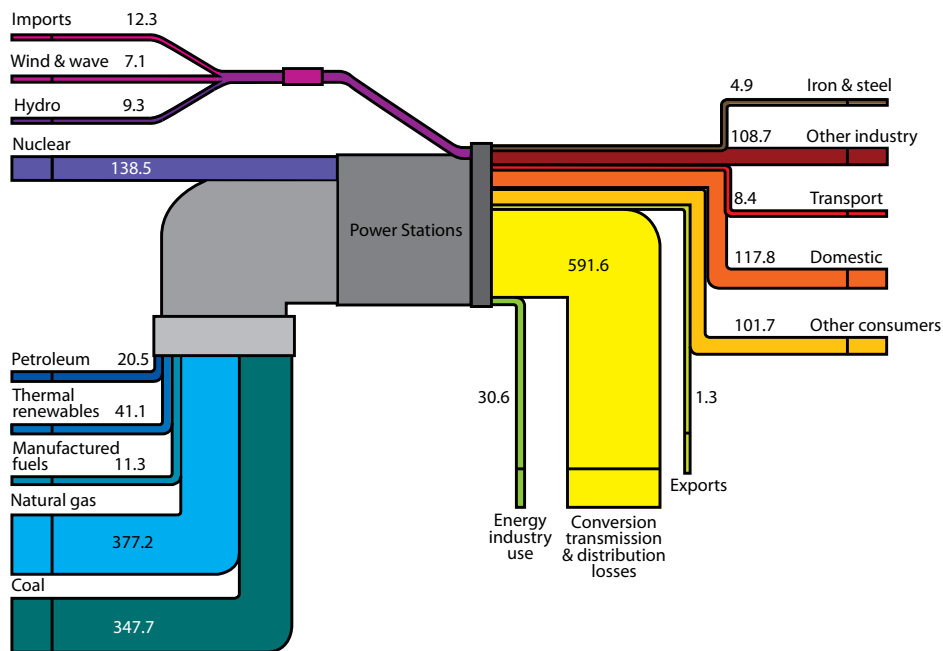 Imports 12.3
Wind & wave 7.1
Hydro 9.3
Nuclear
138.5
Petroleum 20.5
Thermal
renewables 41.1
Manufactured
fuels 11.3
Natural gas
377.2
Coal
347.7
Power Stations
4.9 Iron & steel
108.7 Other industry
8.4 Transport
117.8 Domestic
101.7 Other consumers
591.6
30.6
1.3
Exports
Energy
industry
use
Conversion
transmission
& distribution
losses